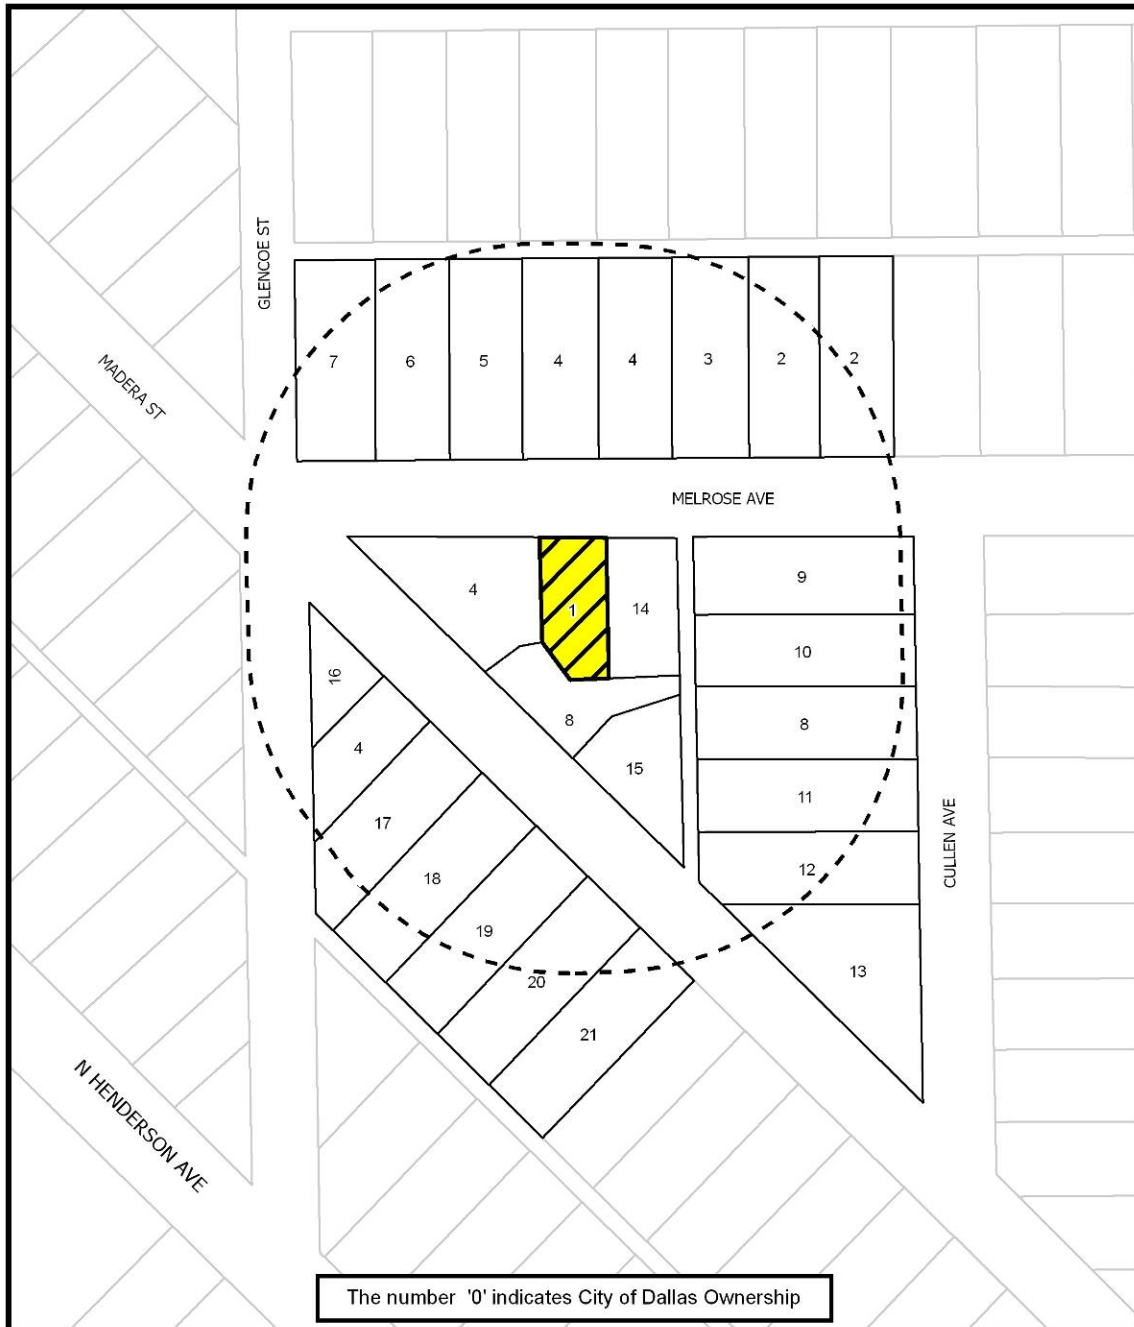 GLENCOE ST
MADERA ST
7 6 5 4 4 3 2 2
MELROSE AVE
4 1 14 9
10
16
8 8
4
15
11
17
CULLEN AVE
12
18
19
13
20
21
N HENDERSON AVE
The number '0' indicates City of Dallas Ownership